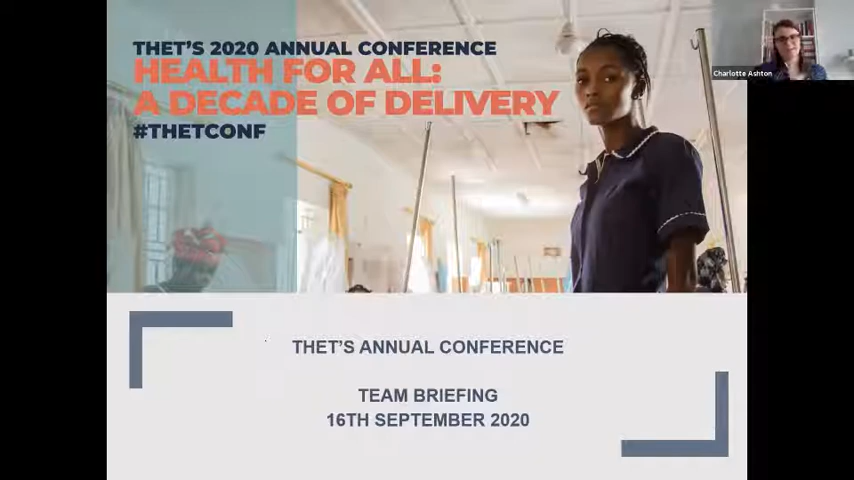 THET'S 2020 ANNUAL CONFERENCE
HEALTH FOR ALL:
A DECADE OF DELIVERY
#THETCONF
Charlotte Ashton
THET'S ANNUAL CONFERENCE
TEAM BRIEFING
16TH SEPTEMBER 2020